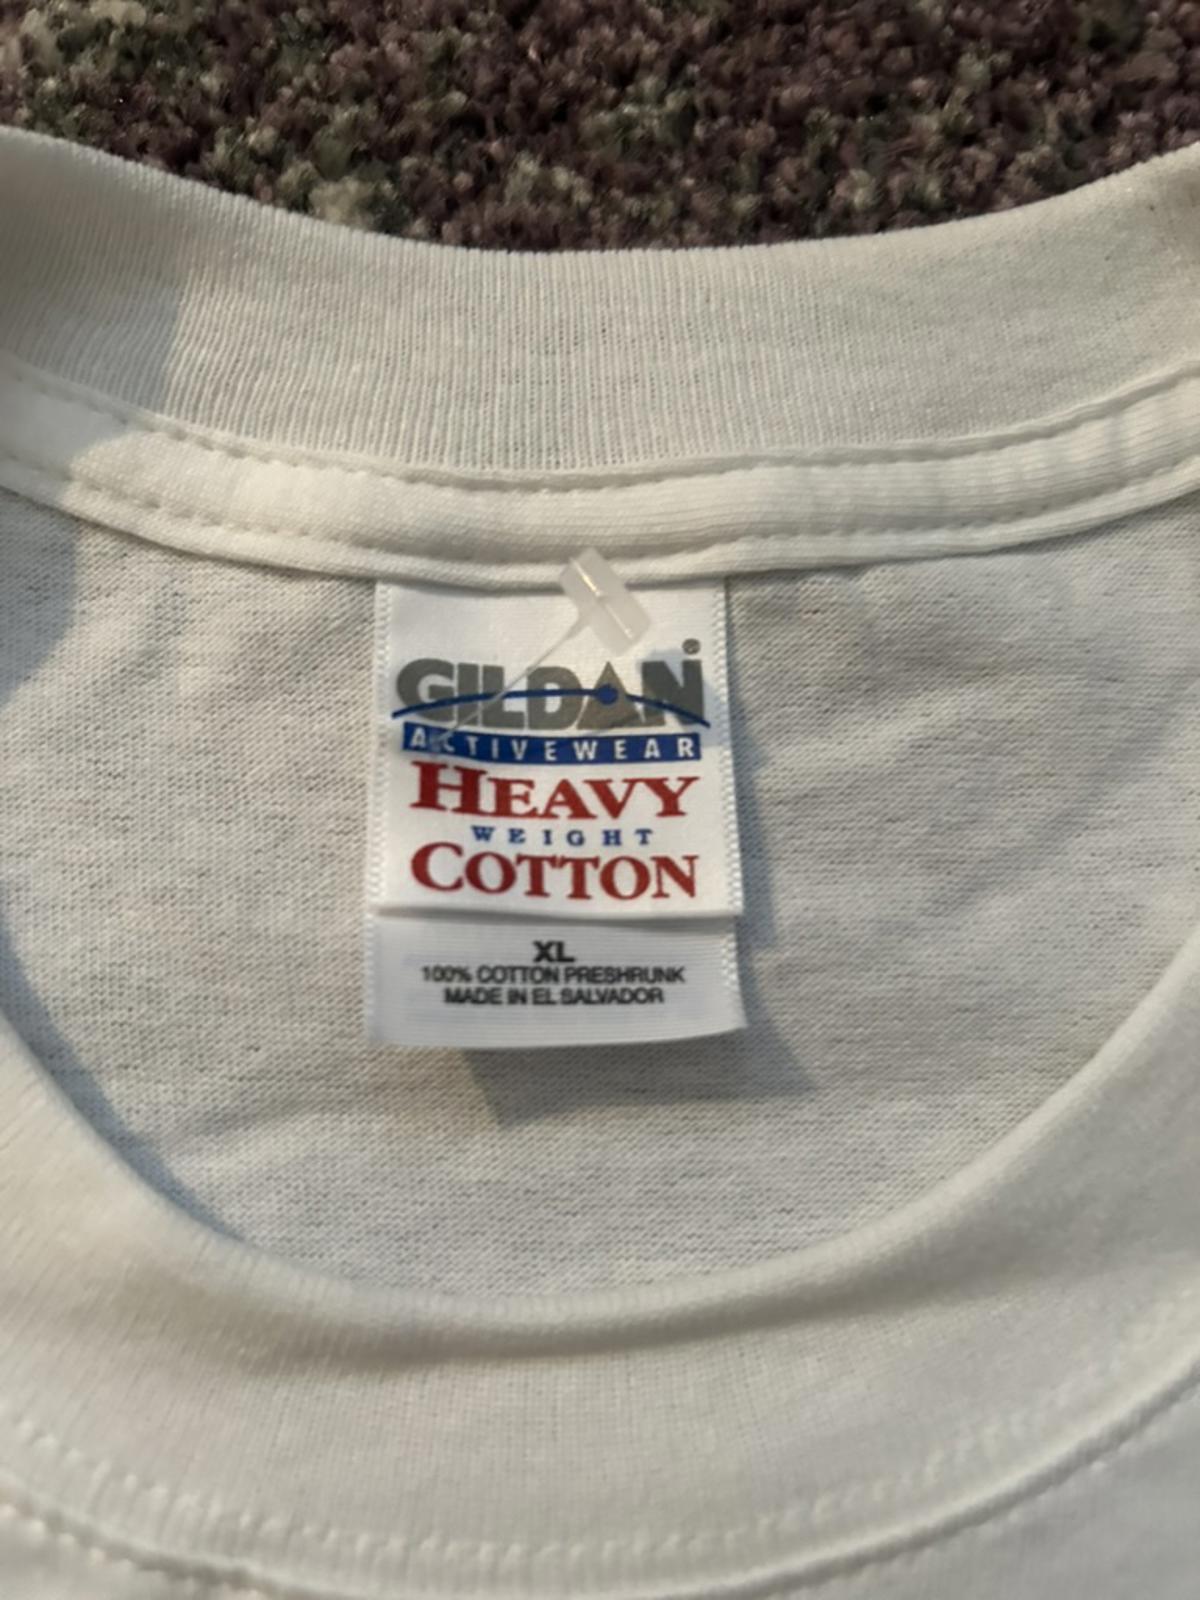 GILDAN
ACTIVEWEAR
HEAVY
WEIGHT
COTTON
XL
100% COTTON PRESHRUNK
MADE IN EL SALVADOR